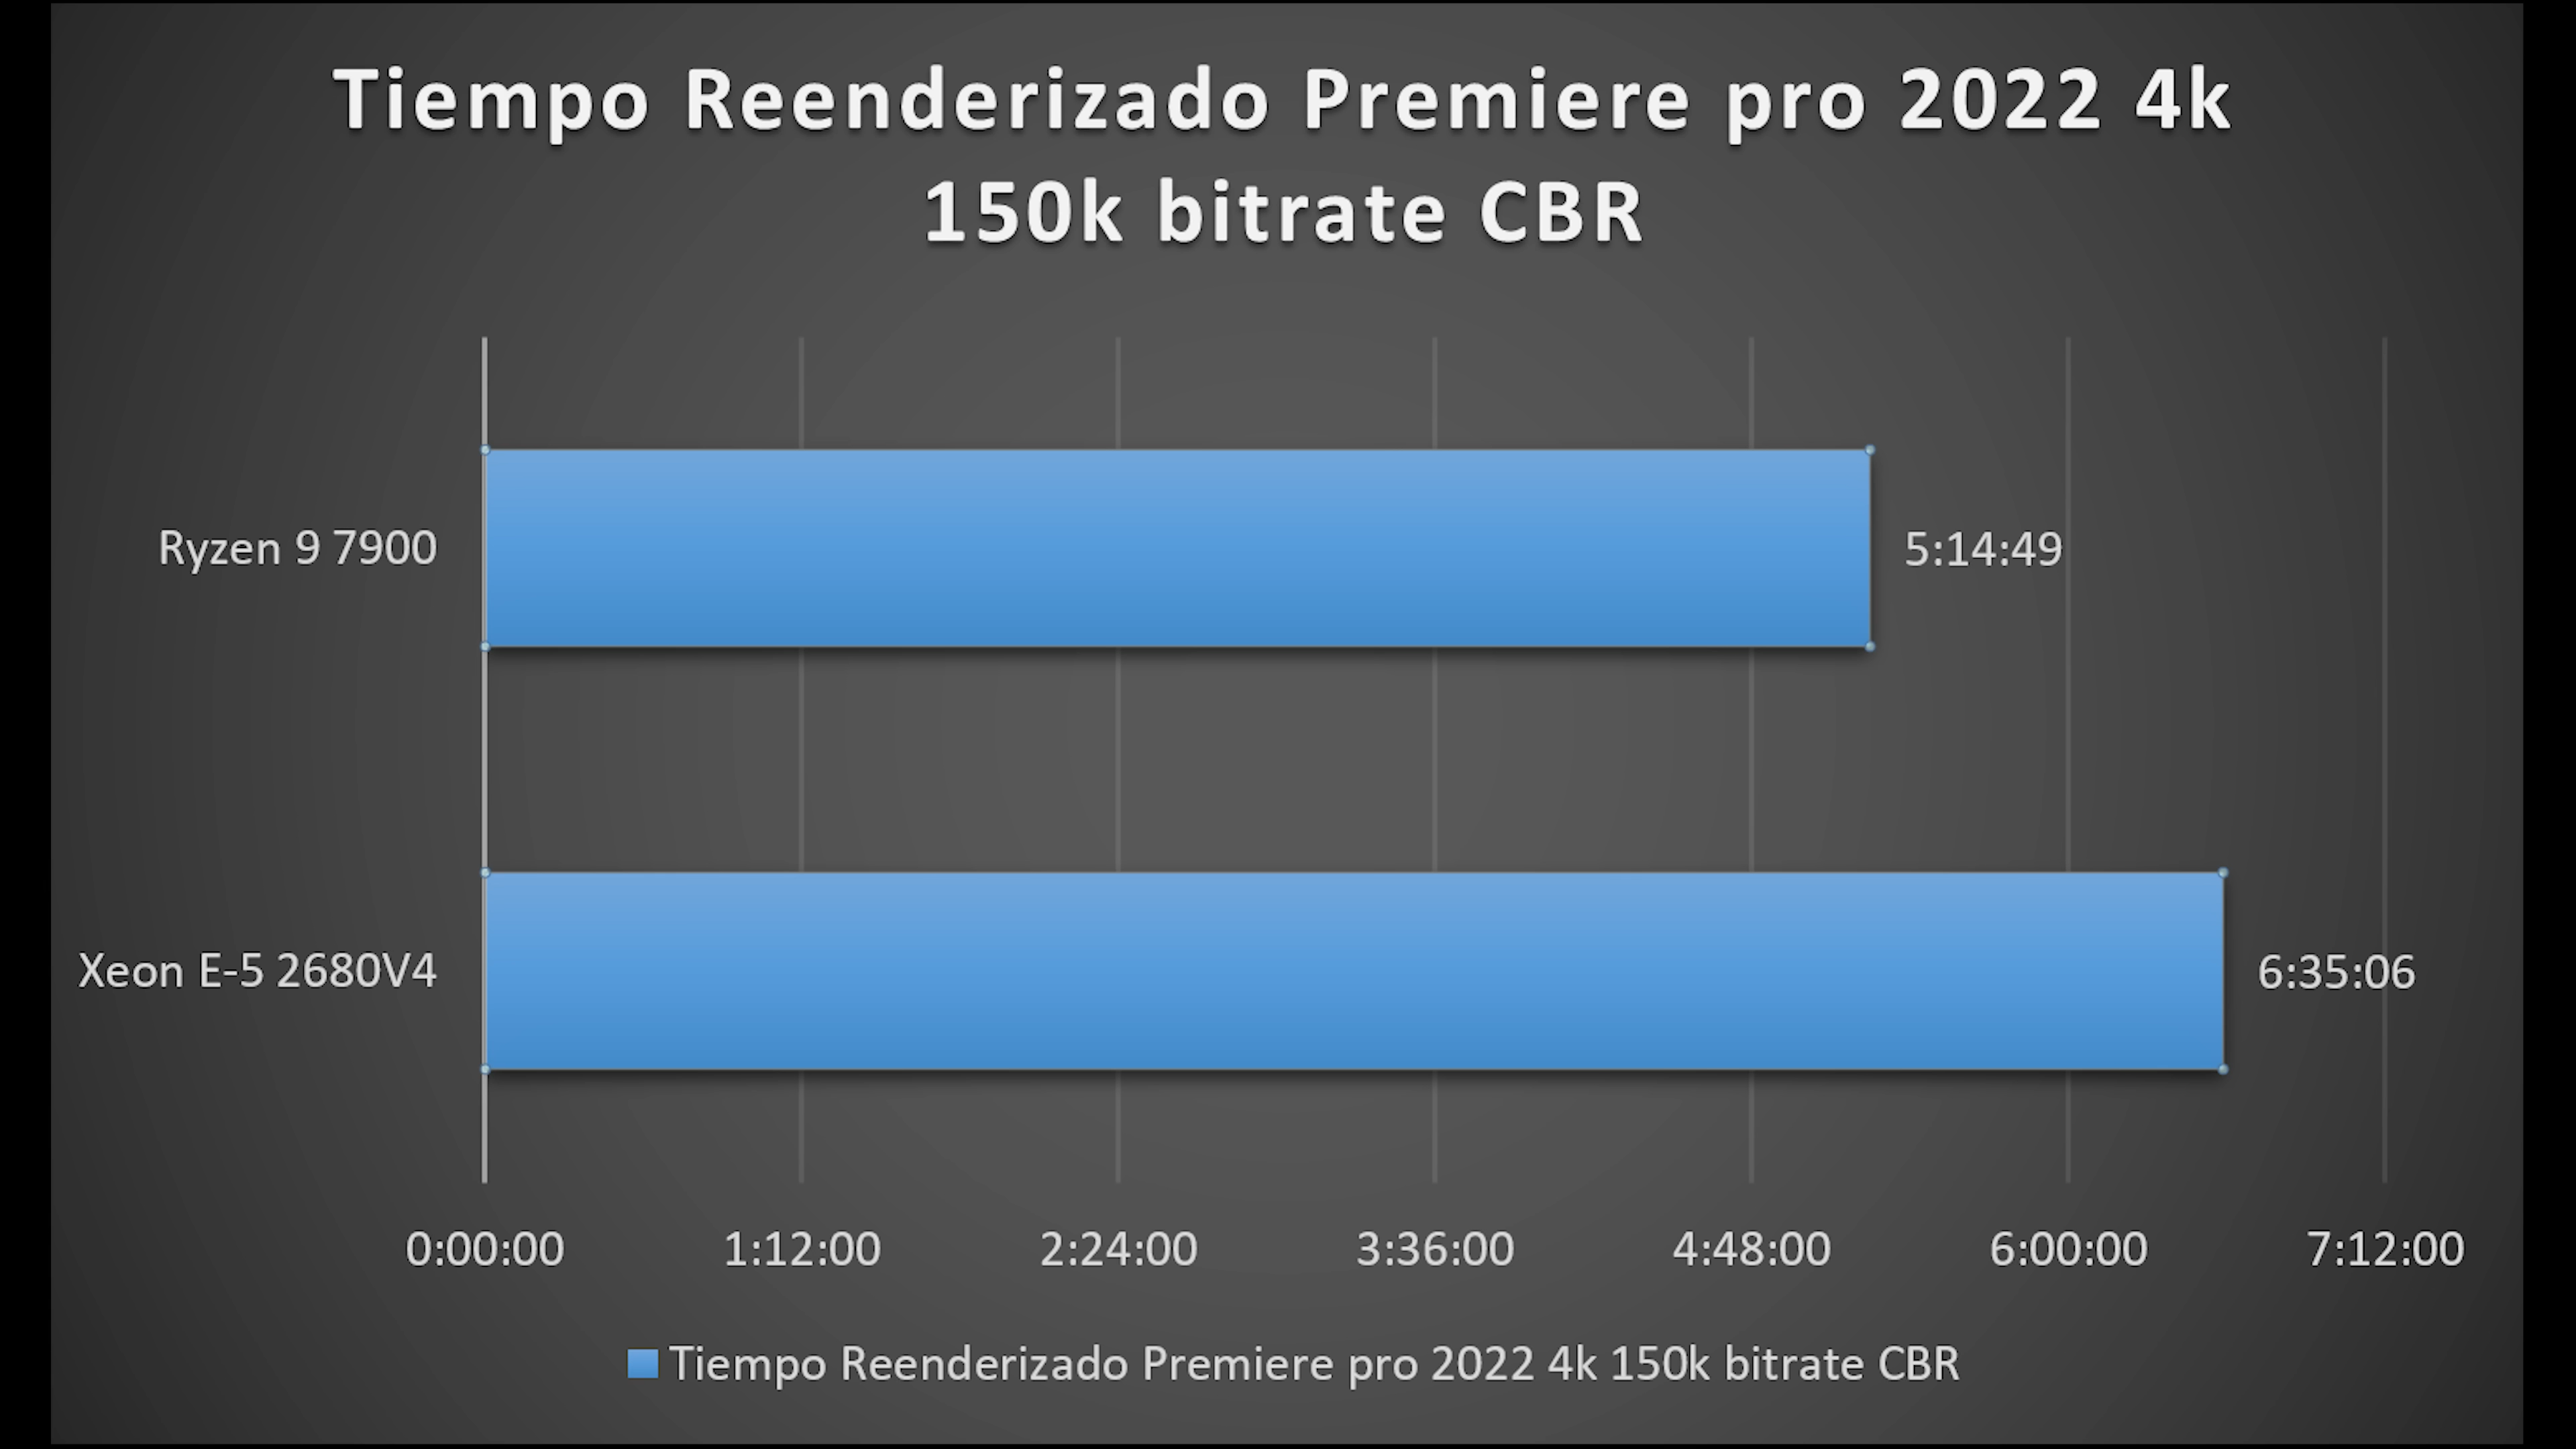 Tiempo Reenderizado Premiere pro 2022 4k
150k bitrate CBR
Ryzen 9 7900
5:14:49
Xeon E-5 2680V4
6:35:06
0:00:00 1:12:00 2:24:00 3:36:00 4:48:00 6:00:00 7:12:00
Tiempo Reenderizado Premiere pro 2022 4k 150k bitrate CBR